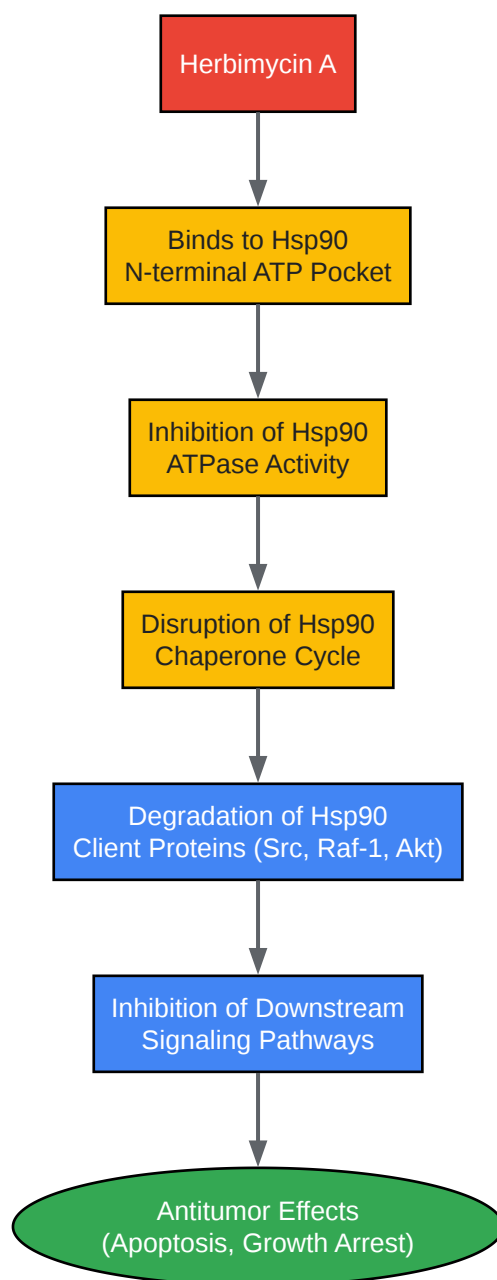 Herbimycin A
Binds to Hsp90
N-terminal ATP Pocket
Inhibition of Hsp90
ATPase Activity
Disruption of Hsp90
Chaperone Cycle
Degradation of Hsp90
Client Proteins (Src, Raf-1, Akt)
Inhibition of Downstream
Signaling Pathways
Antitumor Effects
(Apoptosis, Growth Arrest)